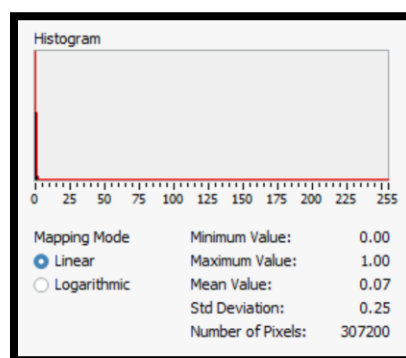 Histogram
0 25 50 75 100 125 150 175 200 225 255
Mapping Mode
Linear
Logarithmic
Minimum Value: 0.00
Maximum Value: 1.00
Mean Value: 0.07
Std Deviation: 0.25
Number of Pixels: 307200